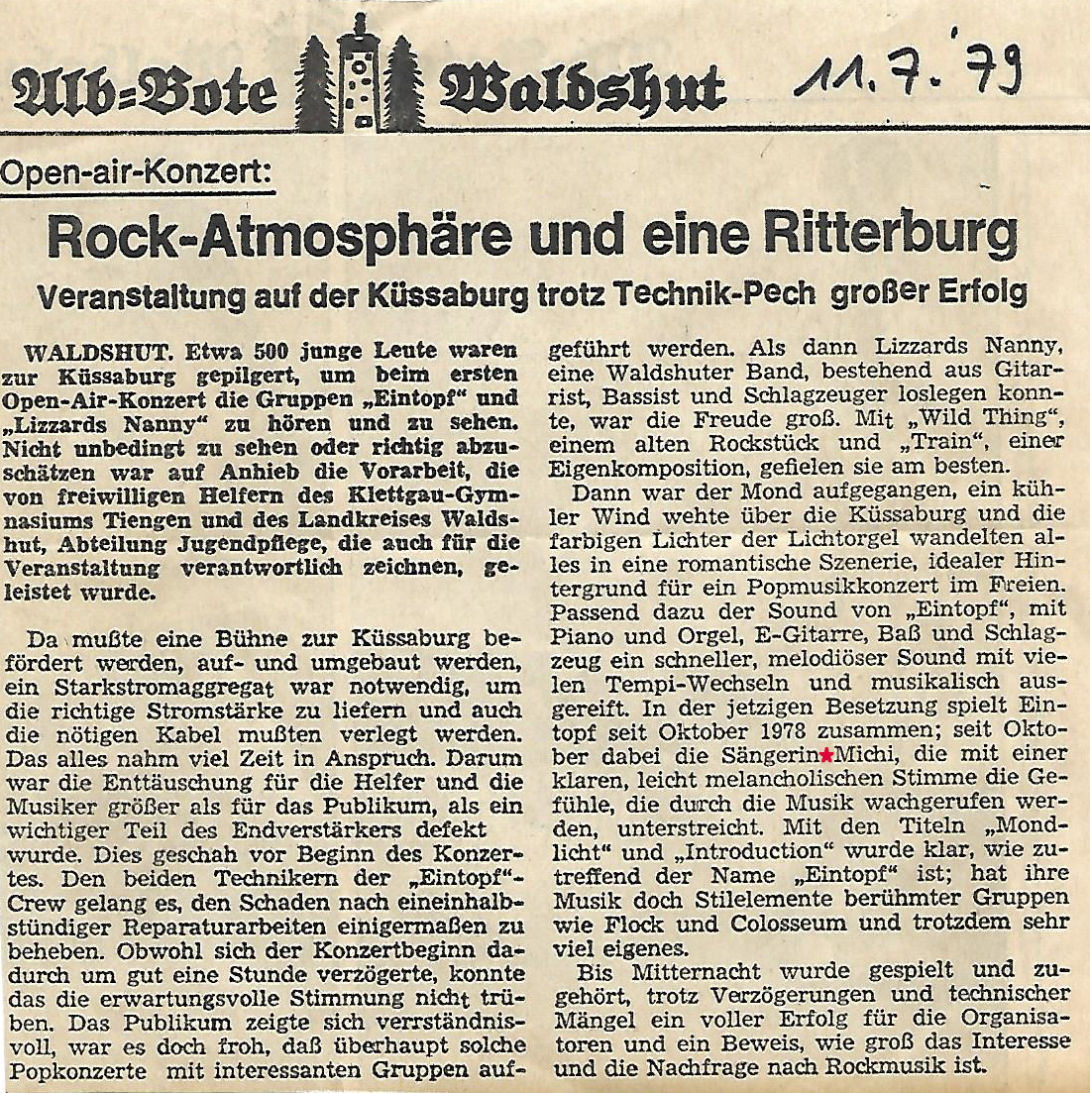 Alb-Bote Waldshut
11.7.'79
Open-air-Konzert:
Rock-Atmosphäre und eine Ritterburg
Veranstaltung auf der Küssaburg trotz Technik-Pech großer Erfolg
WALDSHUT. Etwa 500 junge Leute waren
zur Küssaburg gepilgert, um beim ersten
Open-Air-Konzert die Gruppen „Eintopf“ und
„Lizzards Nanny“ zu hören und zu sehen.
Nicht unbedingt zu sehen oder richtig abzu-
schätzen war auf Anhieb die Vorarbeit, die
von freiwilligen Helfern des Klettgau-Gym-
nasiums Tiengen und des Landkreises Walds-
hut, Abteilung Jugendpflege, die auch für die
Veranstaltung verantwortlich zeichnen, ge-
leistet wurde.
Da mußte eine Bühne zur Küssaburg be-
fördert werden, auf- und umgebaut werden,
ein Starkstromaggregat war notwendig, um
die richtige Stromstärke zu liefern und auch
die nötigen Kabel mußten verlegt werden.
Das alles nahm viel Zeit in Anspruch. Darum
war die Enttäuschung für die Helfer und die
Musiker größer als für das Publikum, als ein
wichtiger Teil des Endverstärkers defekt
wurde. Dies geschah vor Beginn des Konzer-
tes. Den beiden Technikern der „Eintopf“-
Crew gelang es, den Schaden nach eineinhalb-
stündiger Reparaturarbeiten einigermaßen zu
beheben. Obwohl sich der Konzertbeginn da-
durch um gut eine Stunde verzögerte, konnte
das die erwartungsvolle Stimmung nicht trü-
ben. Das Publikum zeigte sich verrständnis-
voll, war es doch froh, daß überhaupt solche
Popkonzerte mit interessanten Gruppen auf-
geführt werden. Als dann Lizzards Nanny,
eine Waldshuter Band, bestehend aus Gitar-
rist, Bassist und Schlagzeuger loslegen konn-
te, war die Freude groß. Mit „Wild Thing“,
einem alten Rockstück und „Train“, einer
Eigenkomposition, gefielen sie am besten.
Dann war der Mond aufgegangen, ein küh-
ler Wind wehte über die Küssaburg und die
farbigen Lichter der Lichtorgel wandelten al-
les in eine romantische Szenerie, idealer Hin-
tergrund für ein Popmusikkonzert im Freien.
Passend dazu der Sound von „Eintopf“, mit
Piano und Orgel, E-Gitarre, Baß und Schlag-
zeug ein schneller, melodiöser Sound mit vie-
len Tempi-Wechseln und musikalisch aus-
gereift. In der jetzigen Besetzung spielt Ein-
topf seit Oktober 1978 zusammen; seit Okto-
ber dabei die Sängerin★Michi, die mit einer
klaren, leicht melancholischen Stimme die Ge-
fühle, die durch die Musik wachgerufen wer-
den, unterstreicht. Mit den Titeln „Mond-
licht“ und „Introduction“ wurde klar, wie zu-
treffend der Name „Eintopf“ ist; hat ihre
Musik doch Stilelemente berühmter Gruppen
wie Flock und Colosseum und trotzdem sehr
viel eigenes.
Bis Mitternacht wurde gespielt und zu-
gehört, trotz Verzögerungen und technischer
Mängel ein voller Erfolg für die Organisa-
toren und ein Beweis, wie groß das Interesse
und die Nachfrage nach Rockmusik ist.